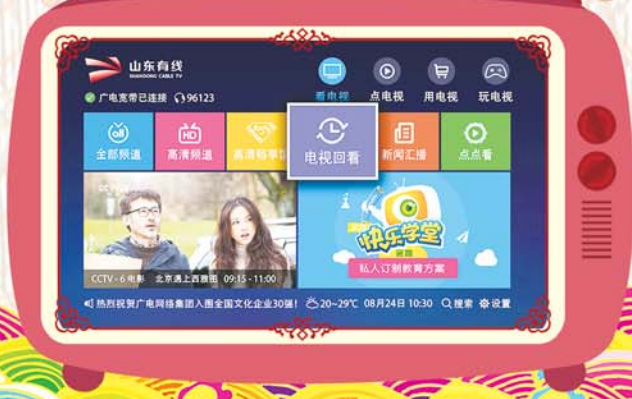 山东有线
SHANDONG CABLE TV
广电宽带已连接 96123
看电视 点电视 用电视 玩电视
all HD
全部频道 高清频道 高清畅享 电视回看 新闻汇播 点点看
CCTV-6 电影 北京遇上西雅图 09:15-11:00
快乐学堂
私人订制教育方案
热烈祝贺广电网络集团入围全国文化企业30强! 20~29℃ 08月24日 10:30 搜索 设置